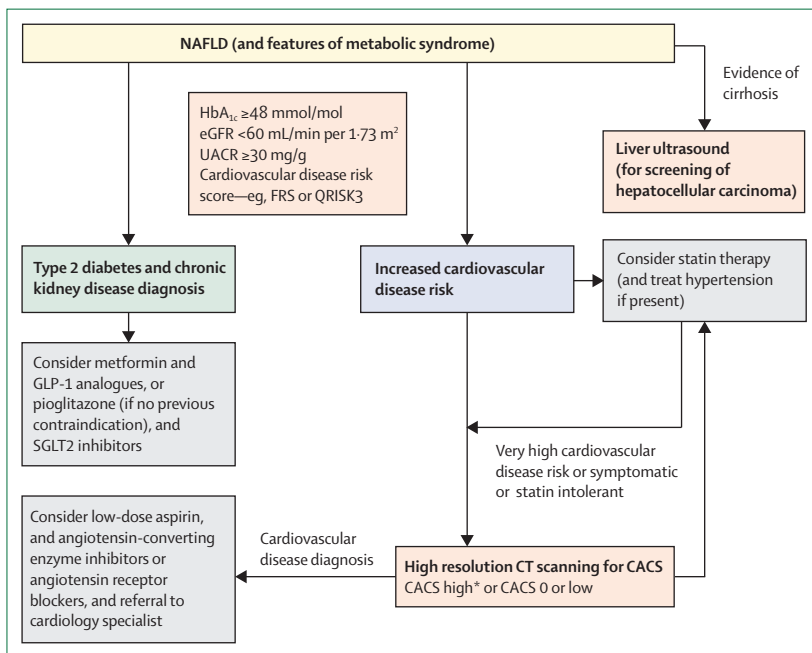 NAFLD (and features of metabolic syndrome)
Evidence of
cirrhosis
HbA1c ≥48 mmol/mol
eGFR <60 mL/min per 1·73 m²
UACR ≥30 mg/g
Cardiovascular disease risk
score—eg, FRS or QRISK3
Liver ultrasound
(for screening of
hepatocellular carcinoma)
Type 2 diabetes and chronic
kidney disease diagnosis
Increased cardiovascular
disease risk
Consider statin therapy
(and treat hypertension
if present)
Consider metformin and
GLP-1 analogues, or
pioglitazone (if no previous
contraindication), and
SGLT2 inhibitors
Very high cardiovascular
disease risk or symptomatic
or statin intolerant
Consider low-dose aspirin,
and angiotensin-converting
enzyme inhibitors or
angiotensin receptor
blockers, and referral to
cardiology specialist
Cardiovascular
disease diagnosis
High resolution CT scanning for CACS
CACS high* or CACS 0 or low